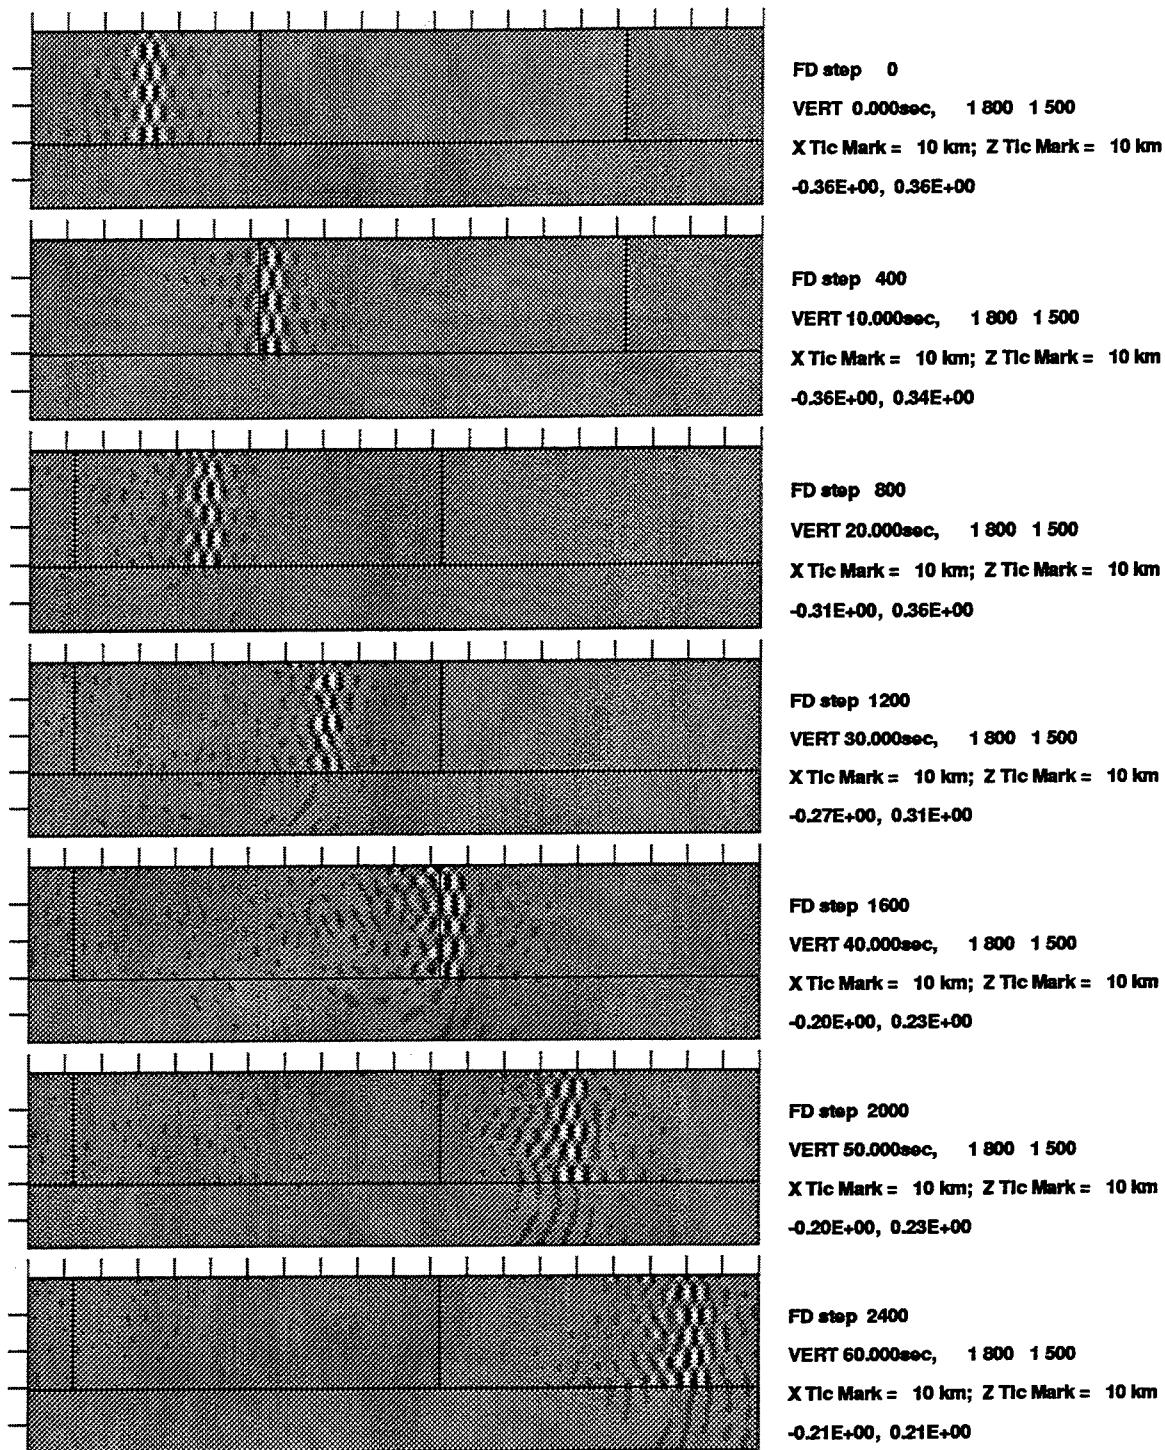 FD step 0
VERT 0.000sec, 1 800 1 500
X Tic Mark = 10 km; Z Tic Mark = 10 km
-0.36E+00, 0.36E+00
FD step 400
VERT 10.000sec, 1 800 1 500
X Tic Mark = 10 km; Z Tic Mark = 10 km
-0.36E+00, 0.34E+00
FD step 800
VERT 20.000sec, 1 800 1 500
X Tic Mark = 10 km; Z Tic Mark = 10 km
-0.31E+00, 0.36E+00
FD step 1200
VERT 30.000sec, 1 800 1 500
X Tic Mark = 10 km; Z Tic Mark = 10 km
-0.27E+00, 0.31E+00
FD step 1600
VERT 40.000sec, 1 800 1 500
X Tic Mark = 10 km; Z Tic Mark = 10 km
-0.20E+00, 0.23E+00
FD step 2000
VERT 50.000sec, 1 800 1 500
X Tic Mark = 10 km; Z Tic Mark = 10 km
-0.20E+00, 0.23E+00
FD step 2400
VERT 60.000sec, 1 800 1 500
X Tic Mark = 10 km; Z Tic Mark = 10 km
-0.21E+00, 0.21E+00